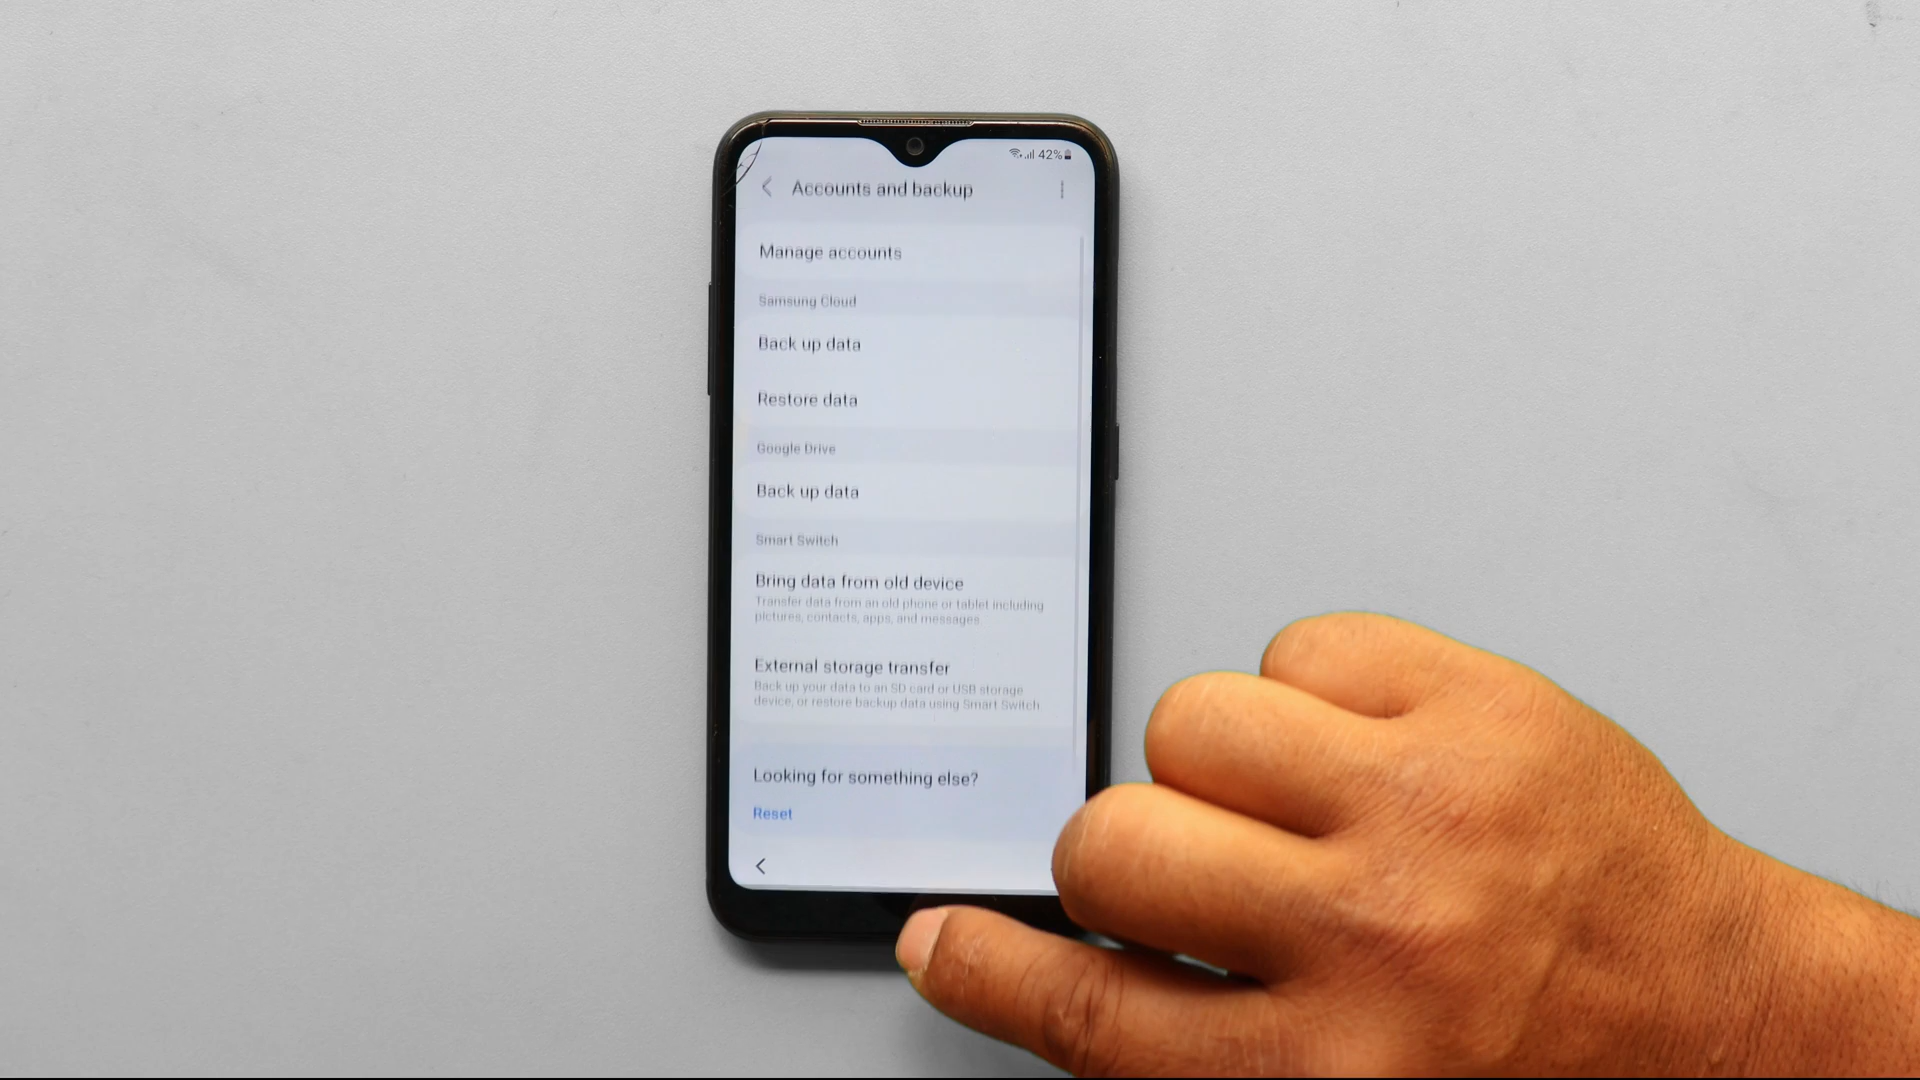 42%
Accounts and backup
Manage accounts
Samsung Cloud
Back up data
Restore data
Google Drive
Back up data
Smart Switch
Bring data from old device
Transfer data from an old phone or tablet including
pictures, contacts, apps, and messages.
External storage transfer
Back up your data to an SD card or USB storage
device, or restore backup data using Smart Switch.
Looking for something else?
Reset